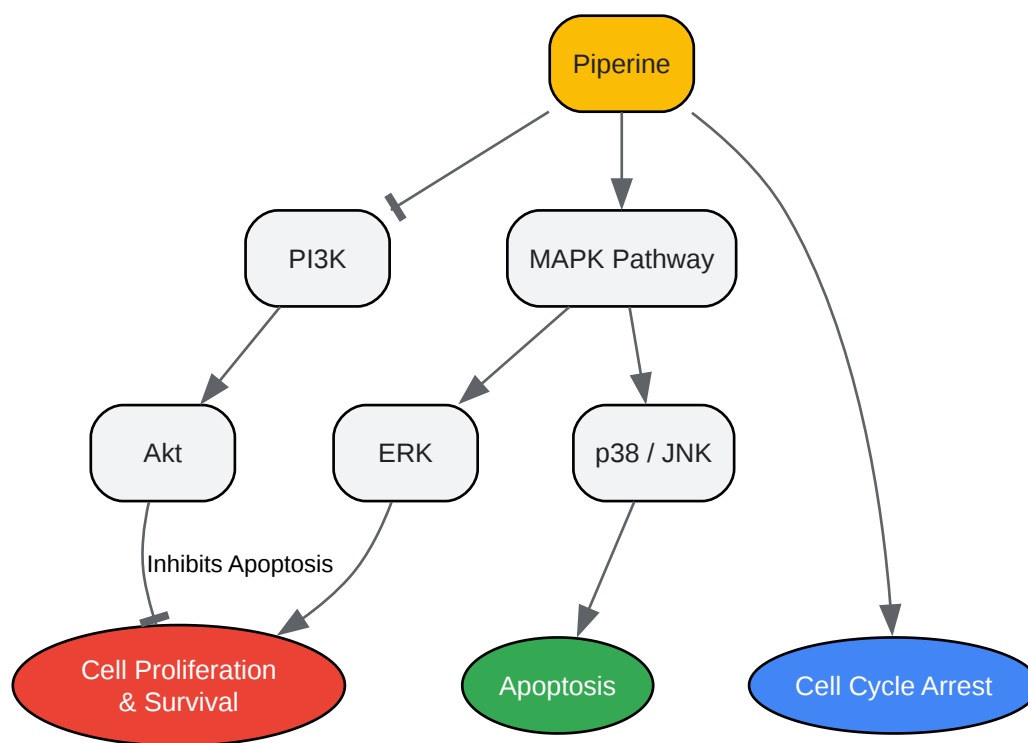 Piperine
PI3K
MAPK Pathway
Akt
ERK
p38 / JNK
Inhibits Apoptosis
Cell Proliferation
& Survival
Apoptosis
Cell Cycle Arrest